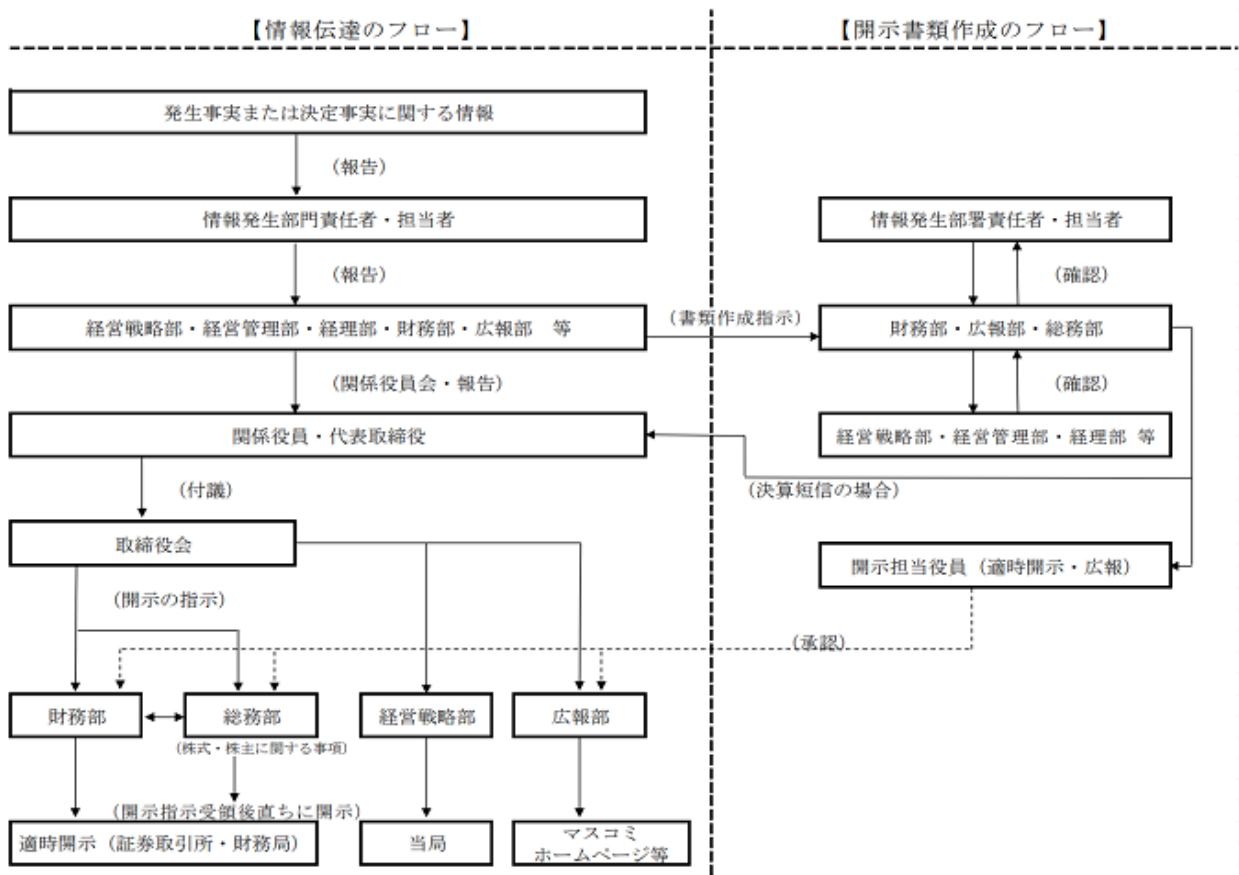 【情報伝達のフロー】
【開示書類作成のフロー】
発生事実または決定事実に関する情報
（報告）
情報発生部門責任者・担当者
情報発生部署責任者・担当者
（報告）
（確認）
経営戦略部・経営管理部・経理部・財務部・広報部　等
（書類作成指示）
財務部・広報部・総務部
（関係役員会・報告）
（確認）
関係役員・代表取締役
経営戦略部・経営管理部・経理部 等
（付議）
（決算短信の場合）
取締役会
開示担当役員（適時開示・広報）
（開示の指示）
（承認）
財務部
総務部
経営戦略部
広報部
（株式・株主に関する事項）
（開示指示受領後直ちに開示）
適時開示（証券取引所・財務局）
当局
マスコミ
ホームページ等